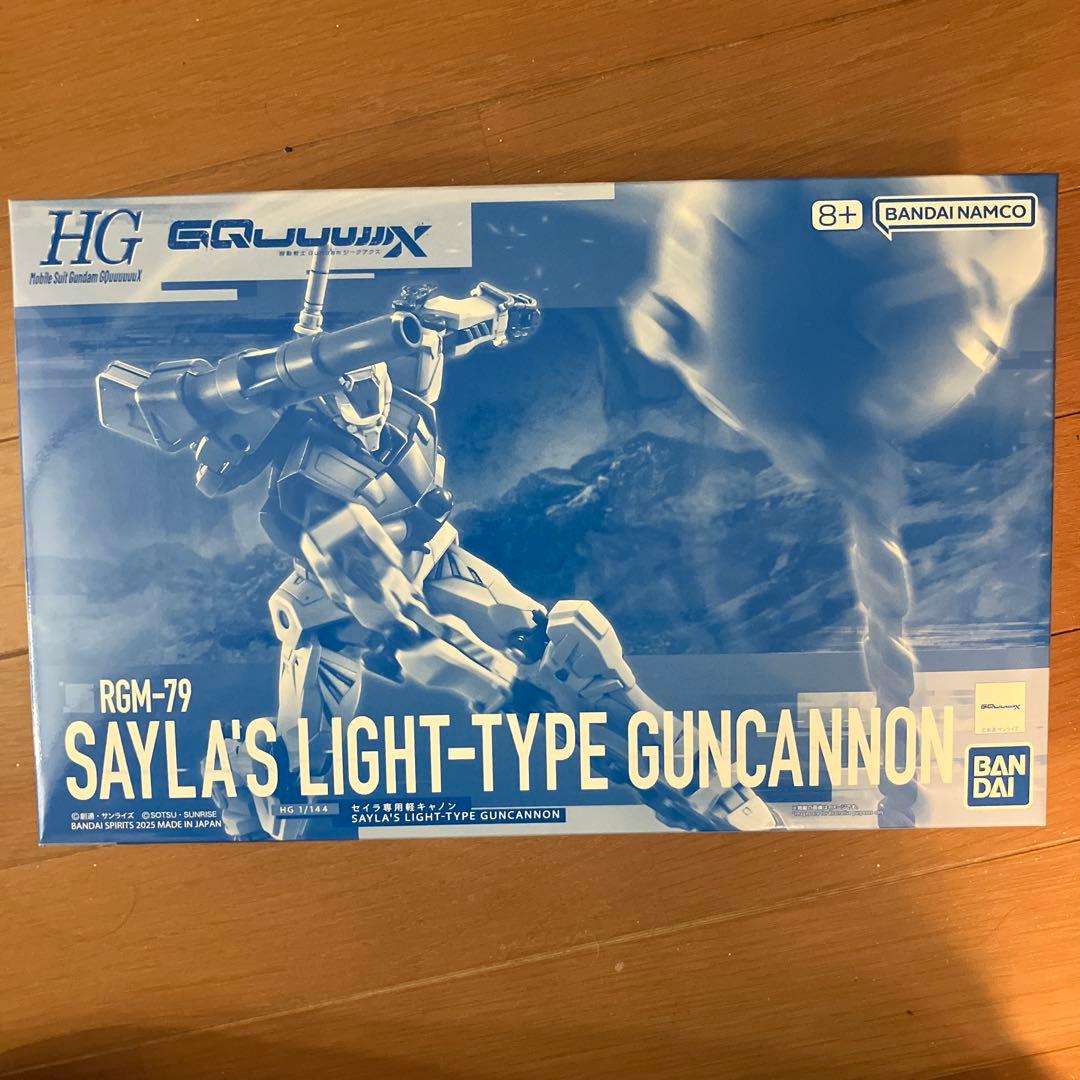 HG
Mobile Suit Gundam GQuuuuuuX
GQuuuuuuX
機動戦士Gundam ジークアクス
8+
BANDAI NAMCO
RGM-79
SAYLA'S LIGHT-TYPE GUNCANNON
GQuuuuuuX
BAN
DAI
HG 1/144
セイラ専用軽キャノン
SAYLA'S LIGHT-TYPE GUNCANNON
©創通・サンライズ ©SOTSU・SUNRISE
BANDAI SPIRITS 2025 MADE IN JAPAN